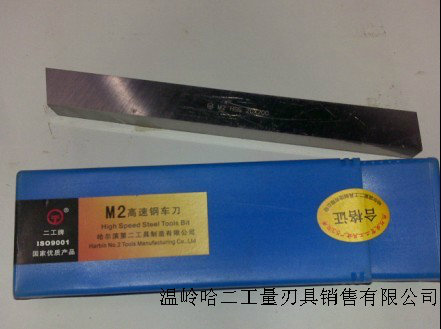 M2 HSS 20X200
二工牌
ISO9001
国家优质产品
M2高速钢车刀
High Speed Steel Tools Bit
哈尔滨第二工具制造有限公司
Harbin No.2 Tools Manufacturing Co., Ltd.
合格证
温岭哈二工量刃具销售有限公司